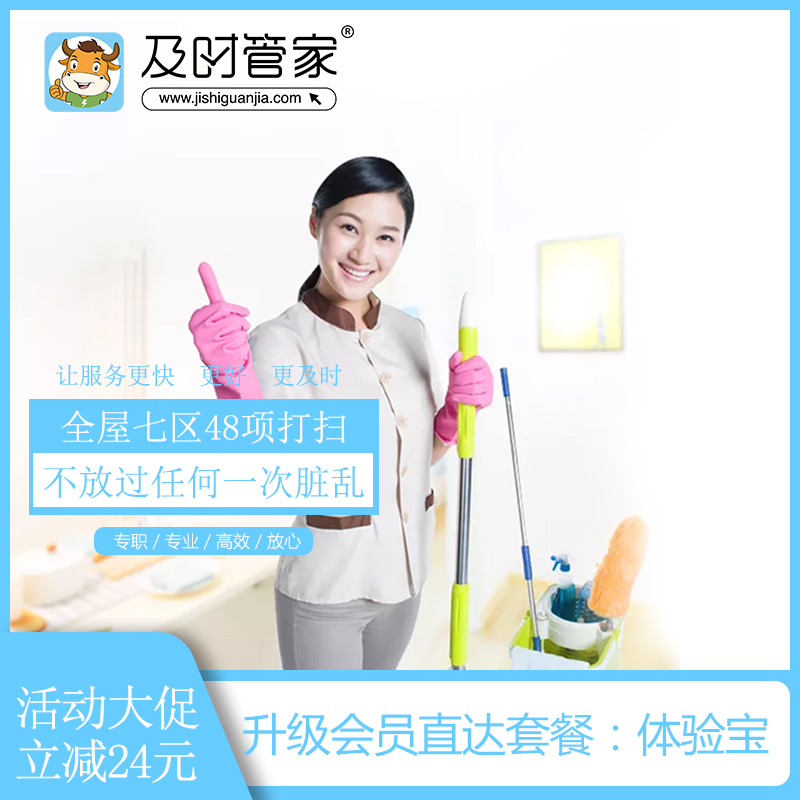 及时管家®
www.jishiguanjia.com
让服务更快 更好 更及时
全屋七区48项打扫
不放过任何一次脏乱
专职 / 专业 / 高效 / 放心
活动大促
立减24元
升级会员直达套餐：体验宝